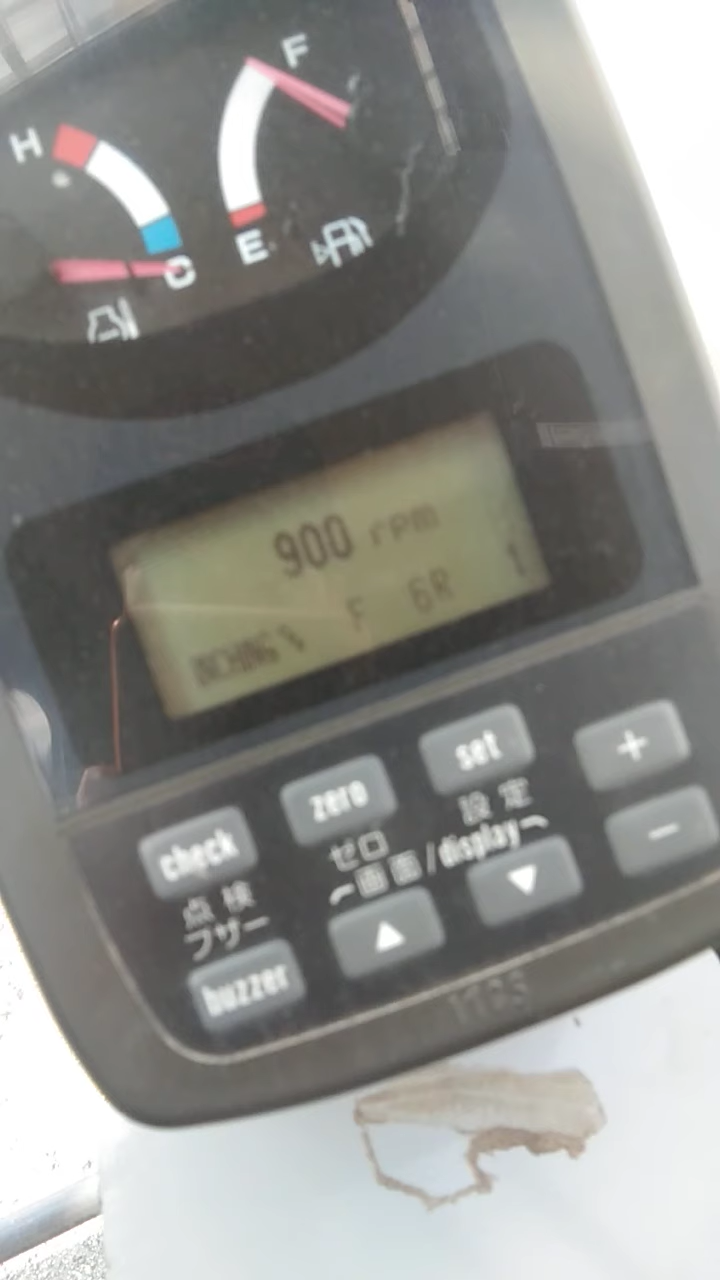 H
F
C
E
900 rpm
F 6R 1
check
zero
set
+
点検
ゼロ
設定
−
画面/display
ブザー
▲
▼
buzzer